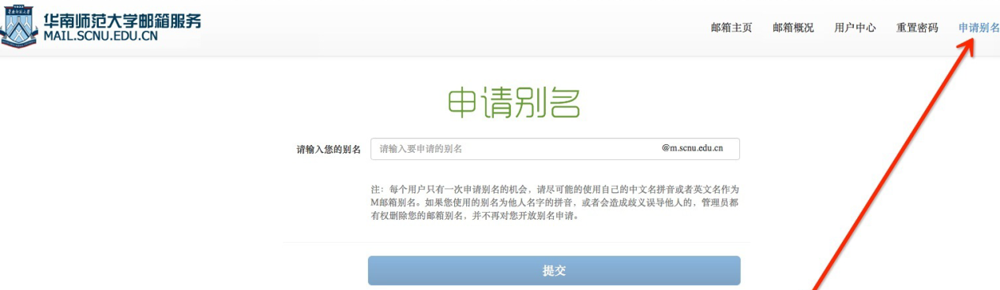 华南师范大学邮箱服务
MAIL.SCNU.EDU.CN
邮箱主页 邮箱概况 用户中心 重置密码 申请别名
申请别名
请输入您的别名 请输入要申请的别名 @m.scnu.edu.cn
注：每个用户只有一次申请别名的机会，请尽可能的使用自己的中文名拼音或者英文名作为
M邮箱别名。如果您使用的别名为他人名字的拼音，或者会造成歧义误导他人的，管理员都
有权删除您的邮箱别名，并不再对您开放别名申请。
提交